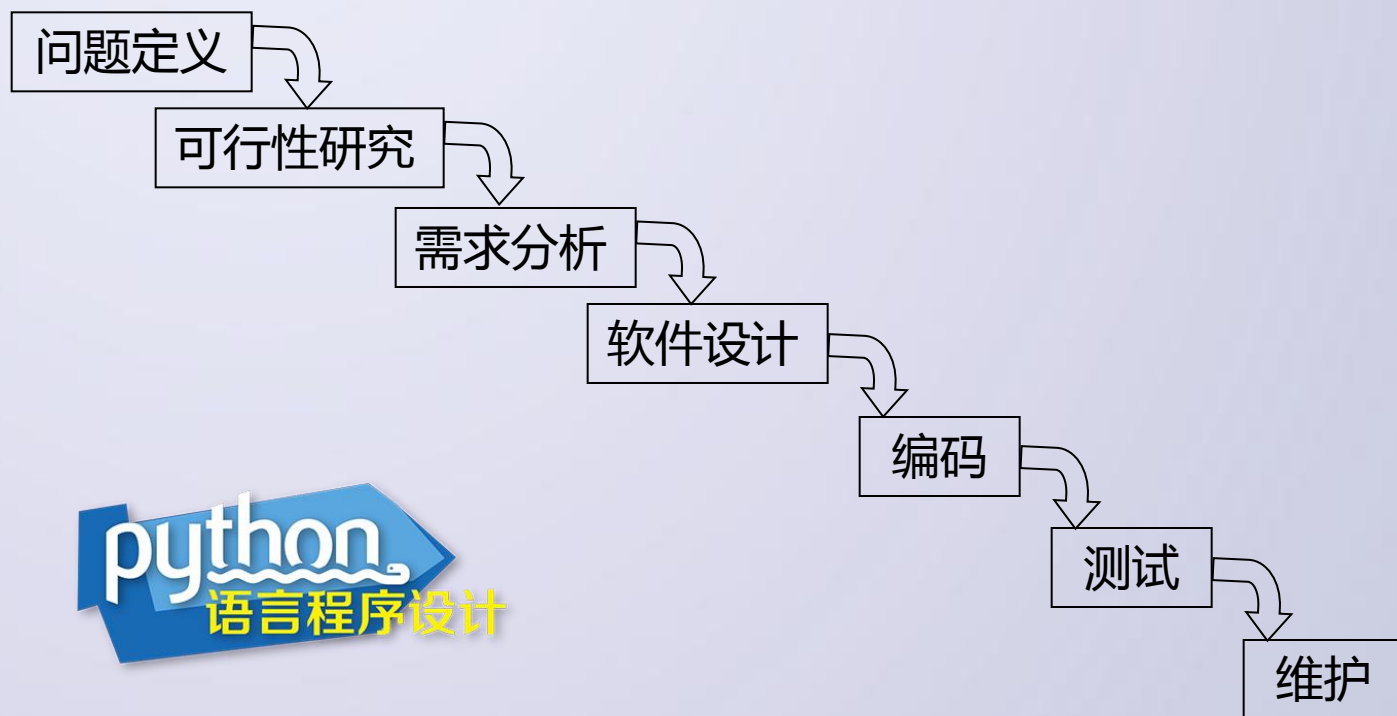 问题定义
可行性研究
需求分析
软件设计
编码
测试
维护
python
语言程序设计